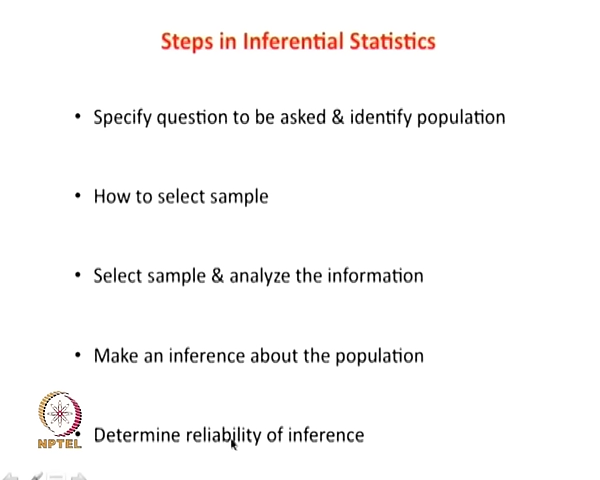 Steps in Inferential Statistics
• Specify question to be asked & identify population
• How to select sample
• Select sample & analyze the information
• Make an inference about the population
• Determine reliability of inference
NPTEL